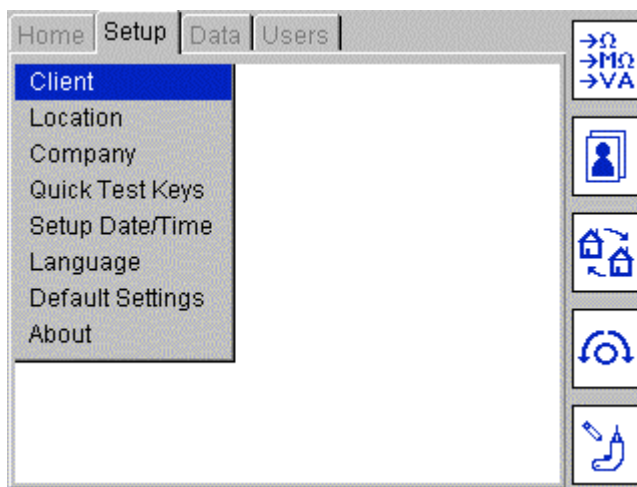 Home Setup Data Users
Client
Location
Company
Quick Test Keys
Setup Date/Time
Language
Default Settings
About
→Ω
→MΩ
→VA